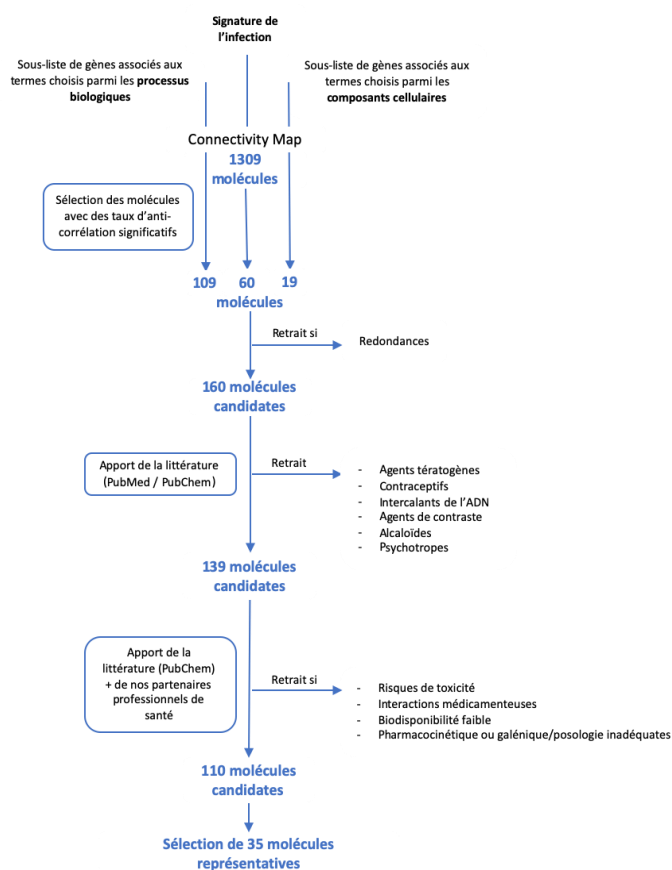 Signature de
l’infection
Sous-liste de gènes associés aux
termes choisis parmi les processus
biologiques
Sous-liste de gènes associés aux
termes choisis parmi les
composants cellulaires
Connectivity Map
1309
molécules
Sélection des molécules
avec des taux d’anti-
corrélation significatifs
109 60 19
molécules
Retrait si
Redondances
160 molécules
candidates
Apport de la littérature
(PubMed / PubChem)
Retrait
- Agents tératogènes
- Contraceptifs
- Intercalants de l’ADN
- Agents de contraste
- Alcaloïdes
- Psychotropes
139 molécules
candidates
Apport de la
littérature (PubChem)
+ de nos partenaires
professionnels de
santé
Retrait si
- Risques de toxicité
- Interactions médicamenteuses
- Biodisponibilité faible
- Pharmacocinétique ou galénique/posologie inadéquates
110 molécules
candidates
Sélection de 35 molécules
représentatives